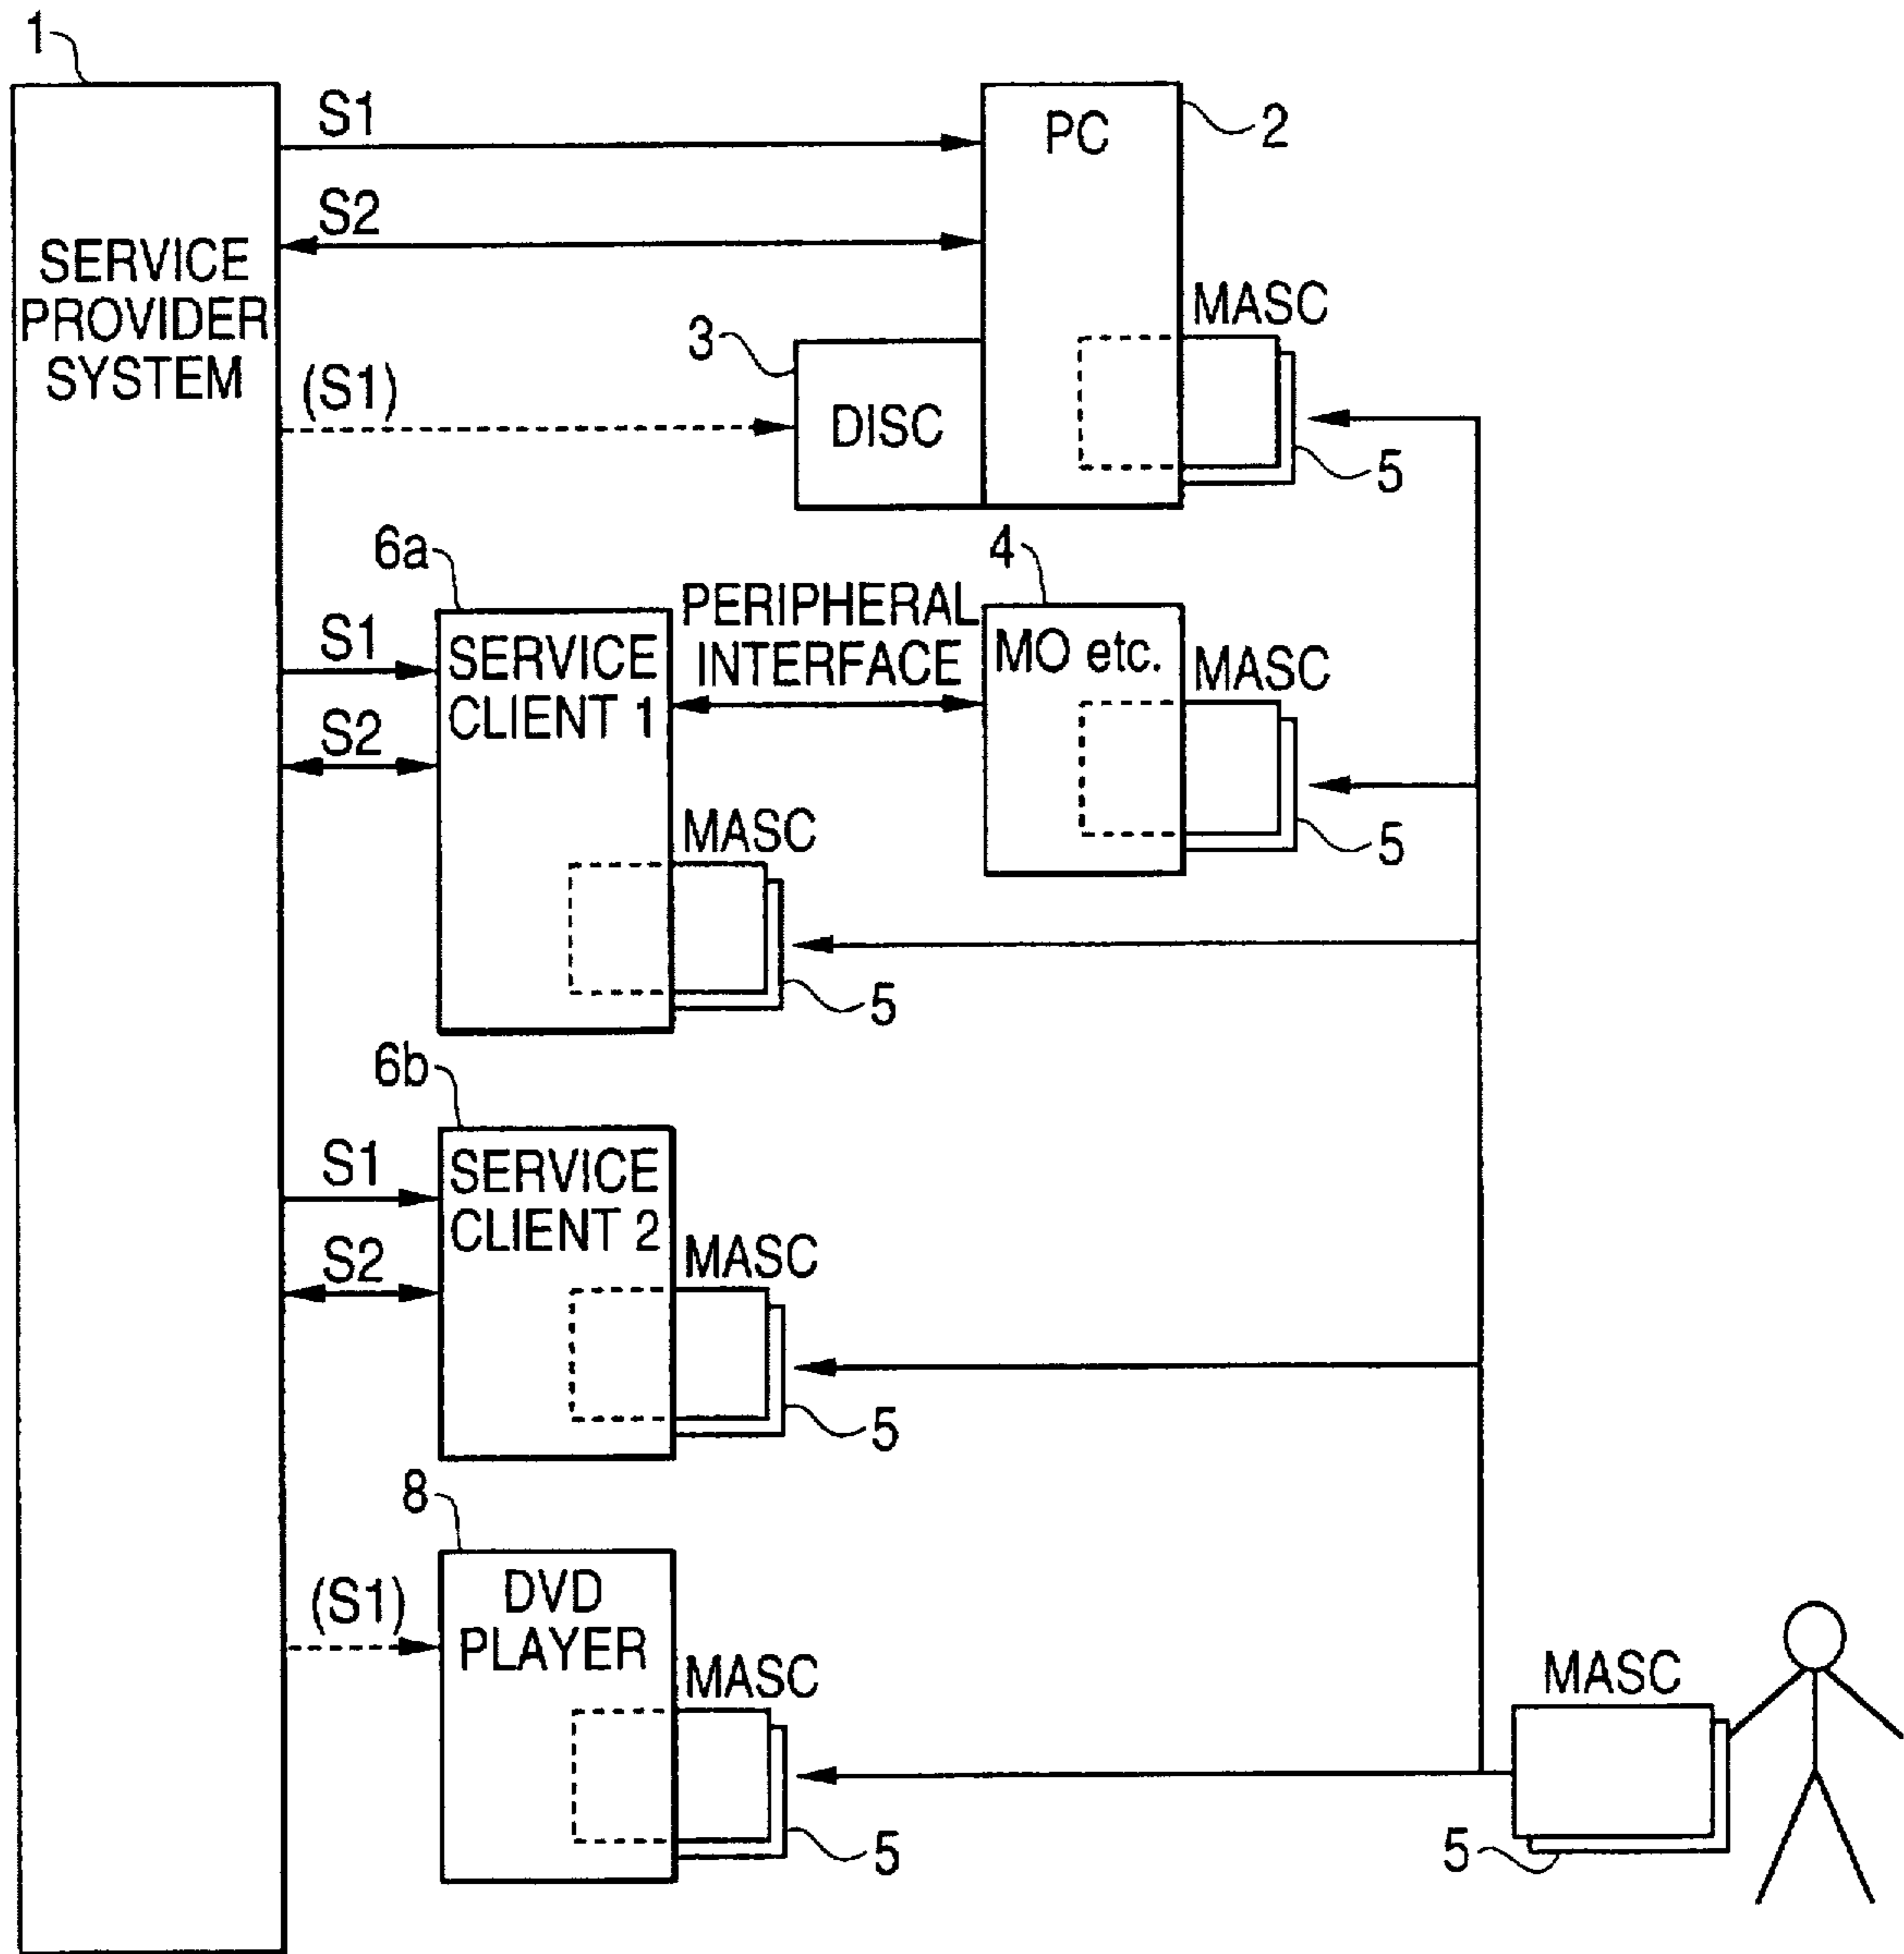 1
S1
PC
2
S2
SERVICE
PROVIDER
SYSTEM
MASC
3
(S1)
DISC
5
6a
4
PERIPHERAL
INTERFACE
S1
SERVICE
CLIENT 1
MO etc.
MASC
S2
MASC
5
5
6b
S1
SERVICE
CLIENT 2
S2
MASC
5
8
(S1)
DVD
PLAYER
MASC
MASC
5
5